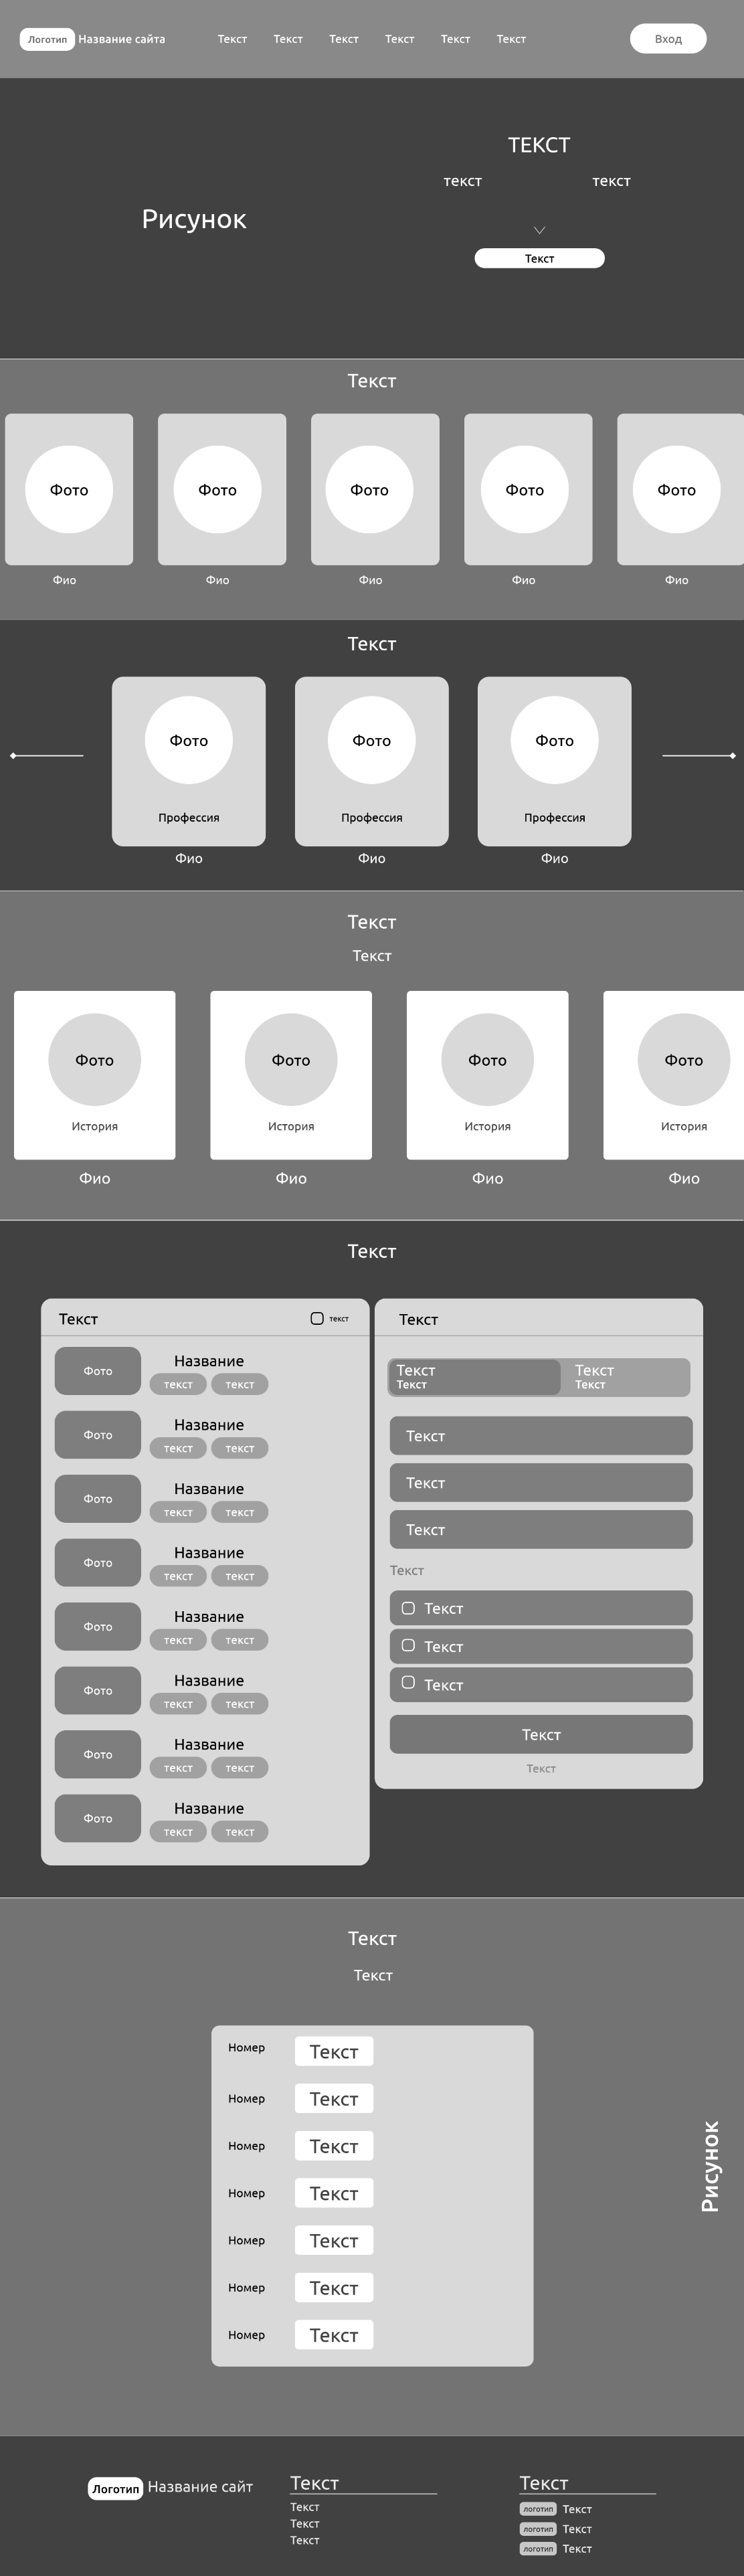 Логотип Название сайта Текст Текст Текст Текст Текст Текст Вход
ТЕКСТ
текст текст
Рисунок
Текст
Текст
Фото Фото Фото Фото Фото
Фио Фио Фио Фио Фио
Текст
Фото Фото Фото
Профессия Профессия Профессия
Фио Фио Фио
Текст
Текст
Фото Фото Фото Фото
История История История История
Фио Фио Фио Фио
Текст
Текст текст
Фото Название
текст текст
Фото Название
текст текст
Фото Название
текст текст
Фото Название
текст текст
Фото Название
текст текст
Фото Название
текст текст
Фото Название
текст текст
Фото Название
текст текст
Текст
Текст Текст
Текст Текст
Текст
Текст
Текст
Текст
Текст
Текст
Текст
Текст
Текст
Текст
Текст
Номер Текст
Номер Текст
Номер Текст
Номер Текст
Номер Текст
Номер Текст
Номер Текст
Рисунок
Логотип Название сайт
Текст
Текст
Текст
Текст
Текст
логотип Текст
логотип Текст
логотип Текст